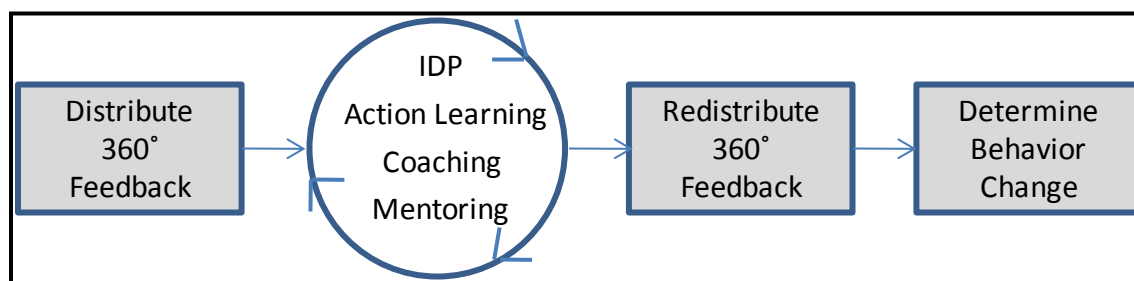 Distribute
360˚
Feedback
IDP
Action Learning
Coaching
Mentoring
Redistribute
360˚
Feedback
Determine
Behavior
Change